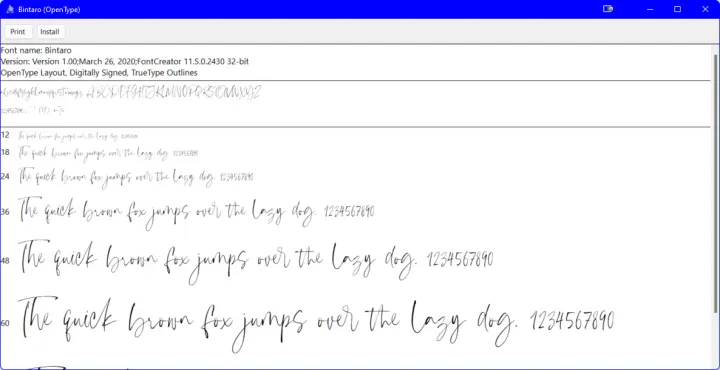 Bintaro (OpenType)
Print Install
Font name: Bintaro
Version: Version 1.00;March 26, 2020;FontCreator 11.5.0.2430 32-bit
OpenType Layout, Digitally Signed, TrueType Outlines
abcdefghijklmnopqrstuvwxyz ABCDEFGHIJKLMNOPQRSTUVWXYZ
12 The quick brown fox jumps over the lazy dog. 1234567890
18 The quick brown fox jumps over the lazy dog. 1234567890
24 The quick brown fox jumps over the lazy dog. 1234567890
36 The quick brown fox jumps over the lazy dog. 1234567890
48 The quick brown fox jumps over the lazy dog. 1234567890
60 The quick brown fox jumps over the lazy dog. 1234567890